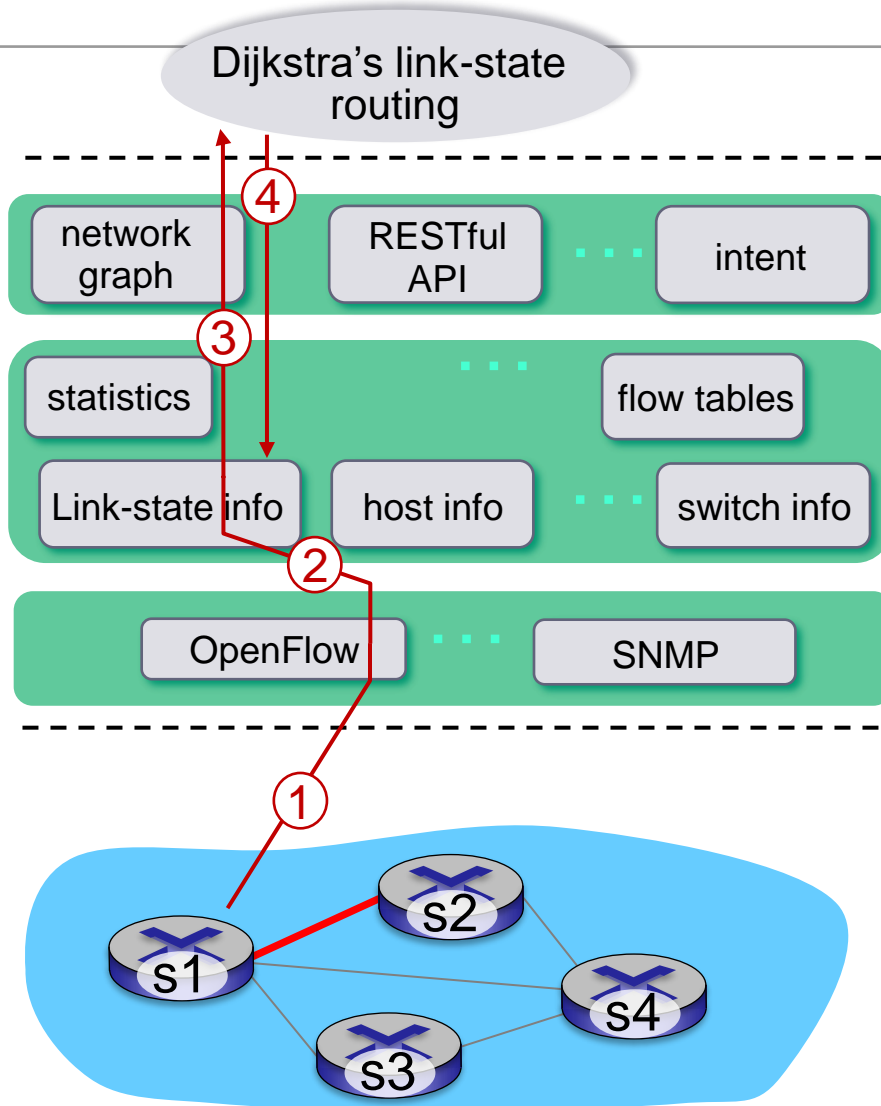 Dijkstra’s link-state
routing
4
network
graph
RESTful
API
. . .
intent
3
statistics
. . .
flow tables
Link-state info
host info
. . .
switch info
2
OpenFlow
. . .
SNMP
1
s2
s1
s4
s3